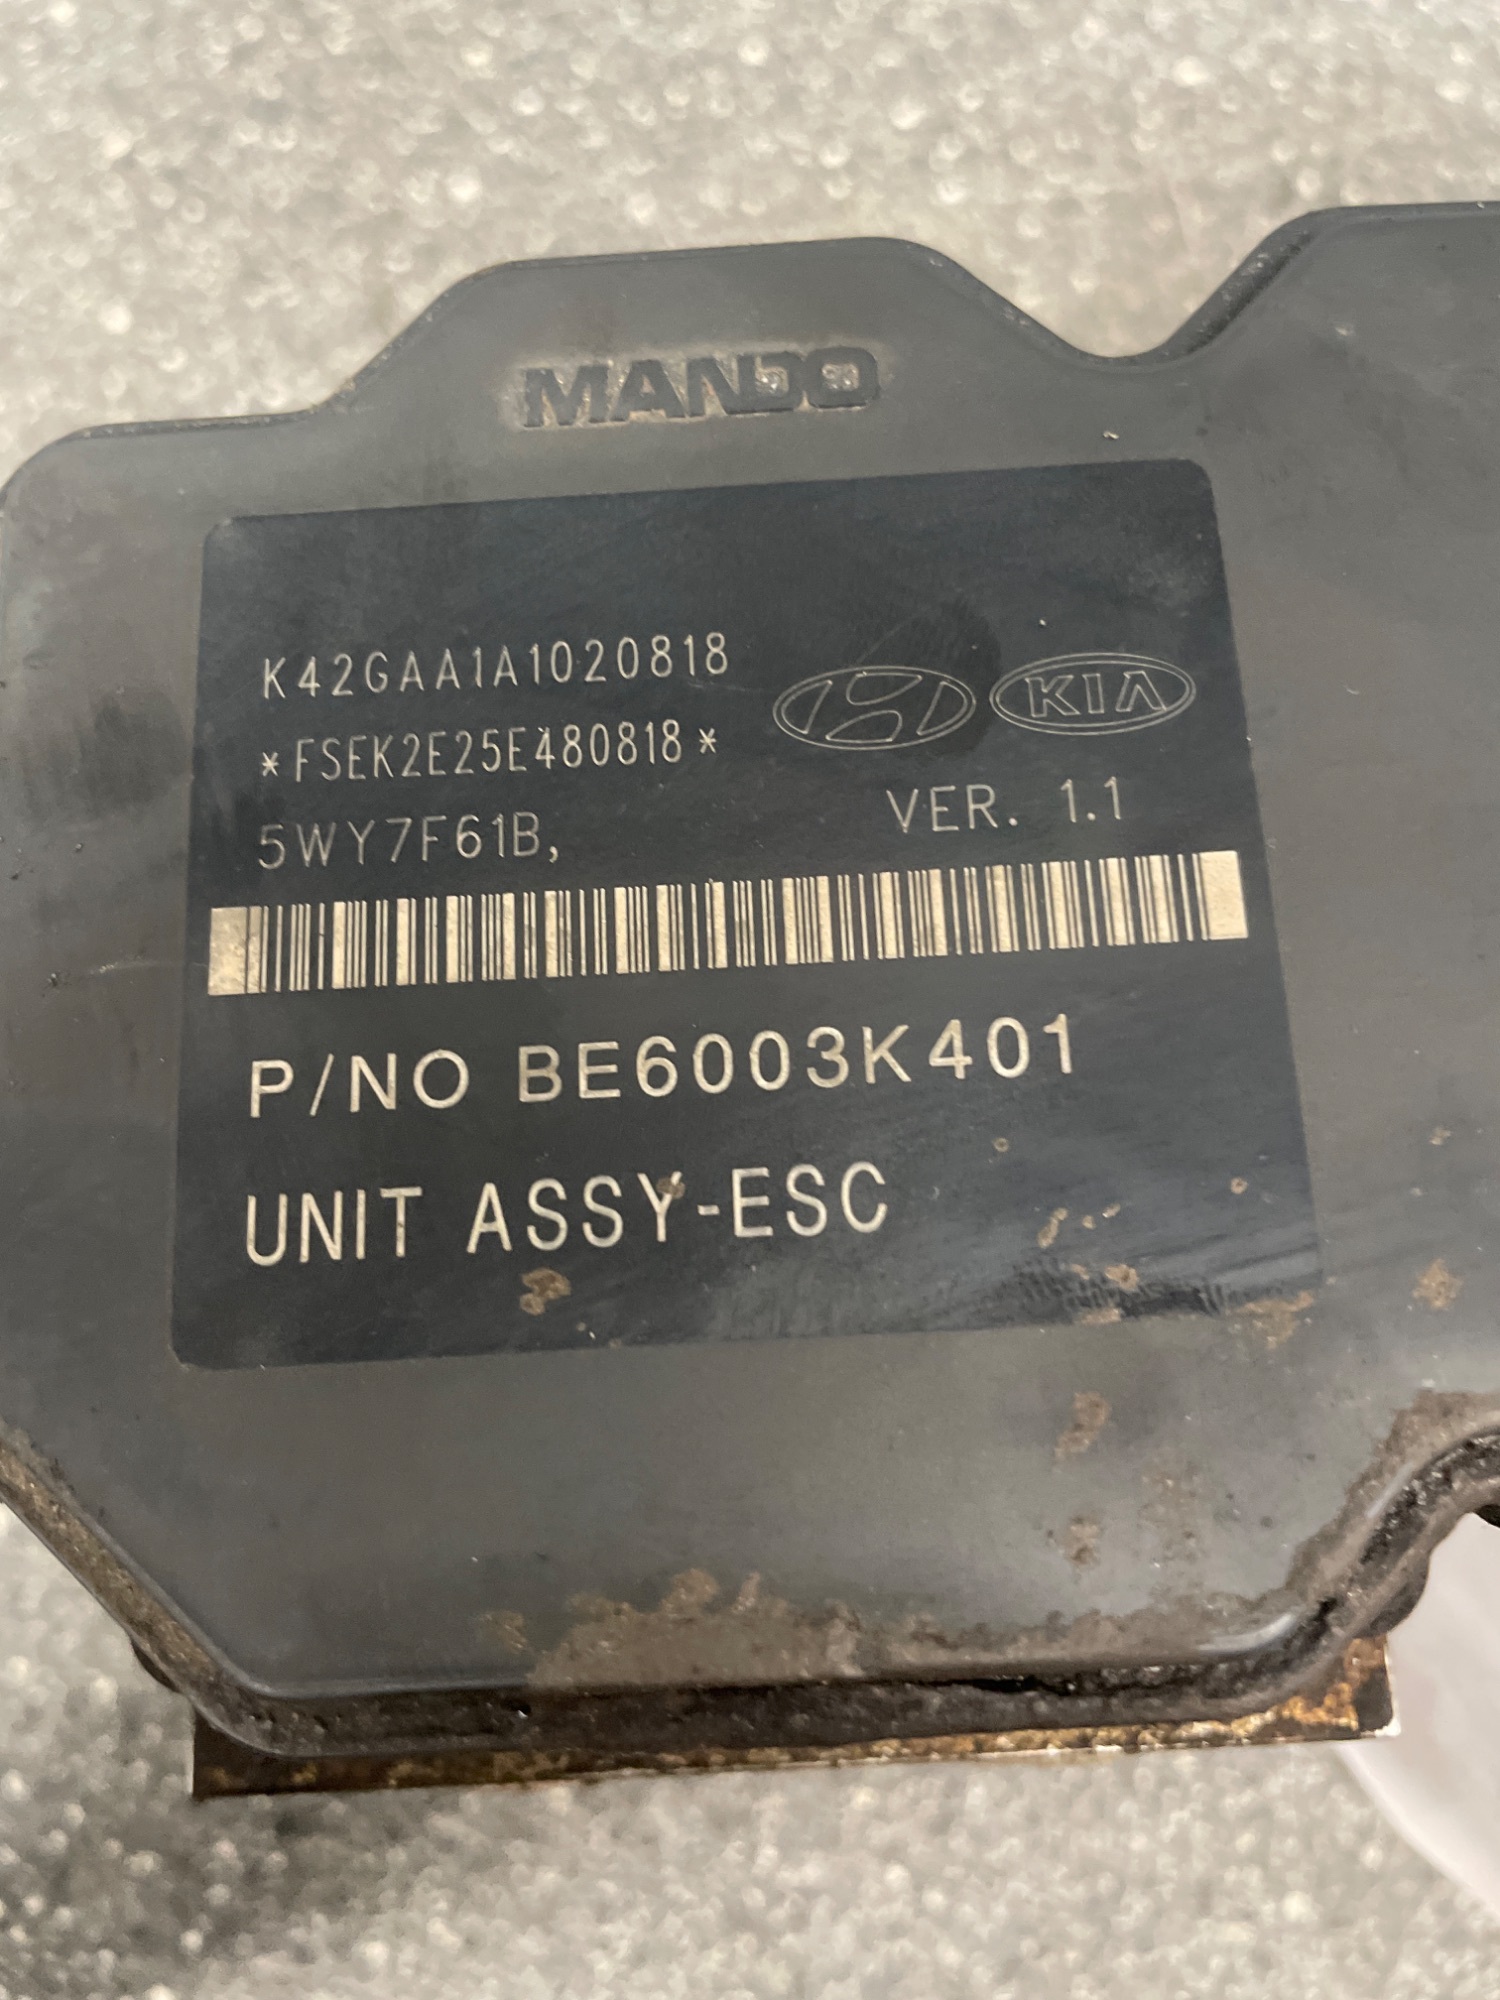 MANDO
K42GAA1A1020818
*FSEK2E25E480818*
KIA
5WY7F61B,
VER. 1.1
P/NO BE6003K401
UNIT ASSY-ESC